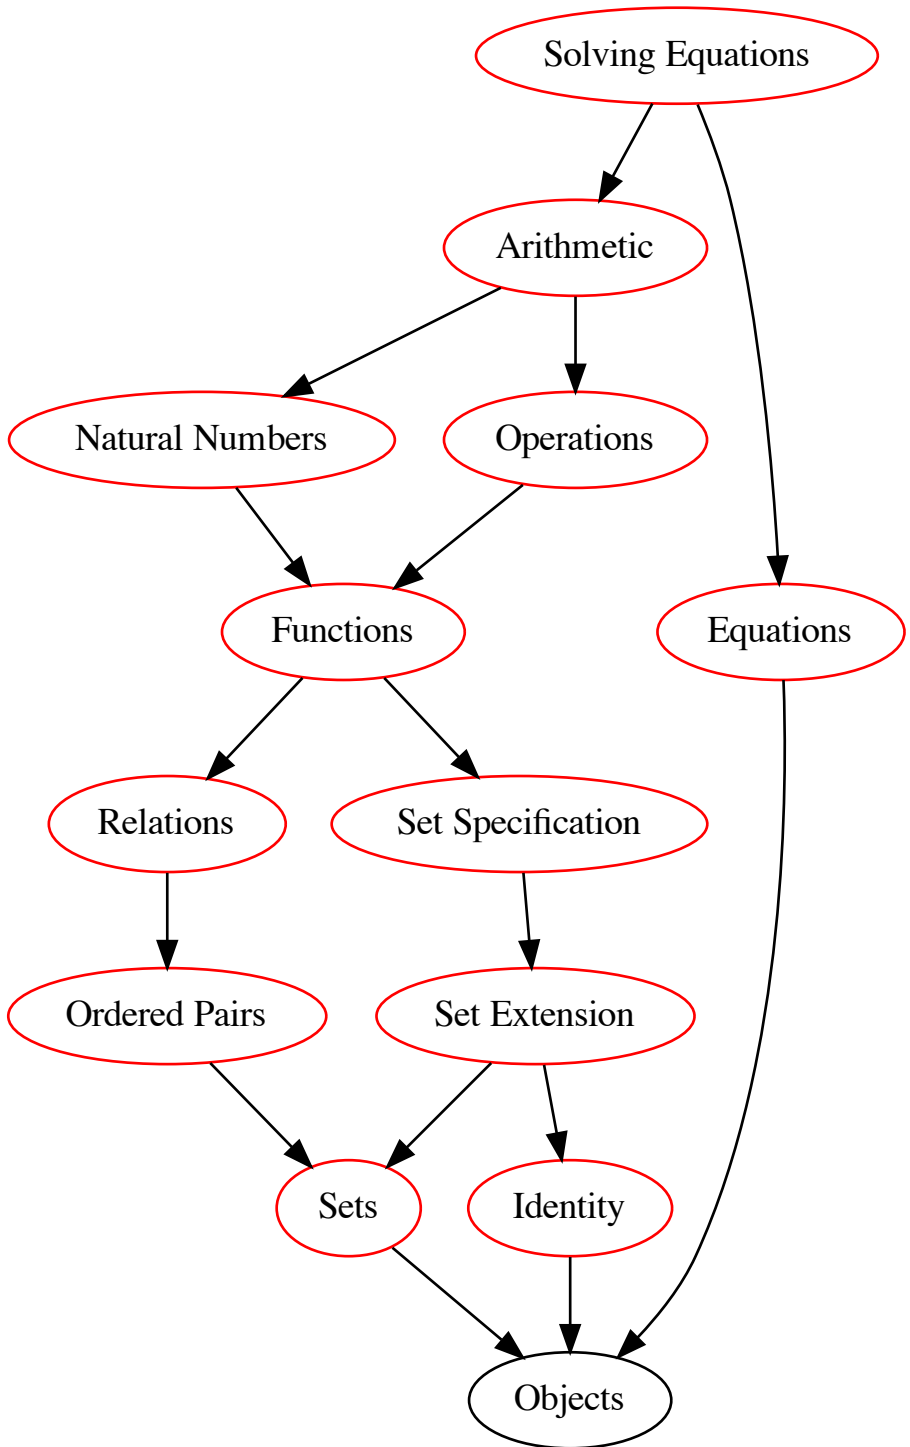 Solving Equations
Arithmetic
Natural Numbers
Operations
Functions
Equations
Relations
Set Specification
Ordered Pairs
Set Extension
Sets
Identity
Objects